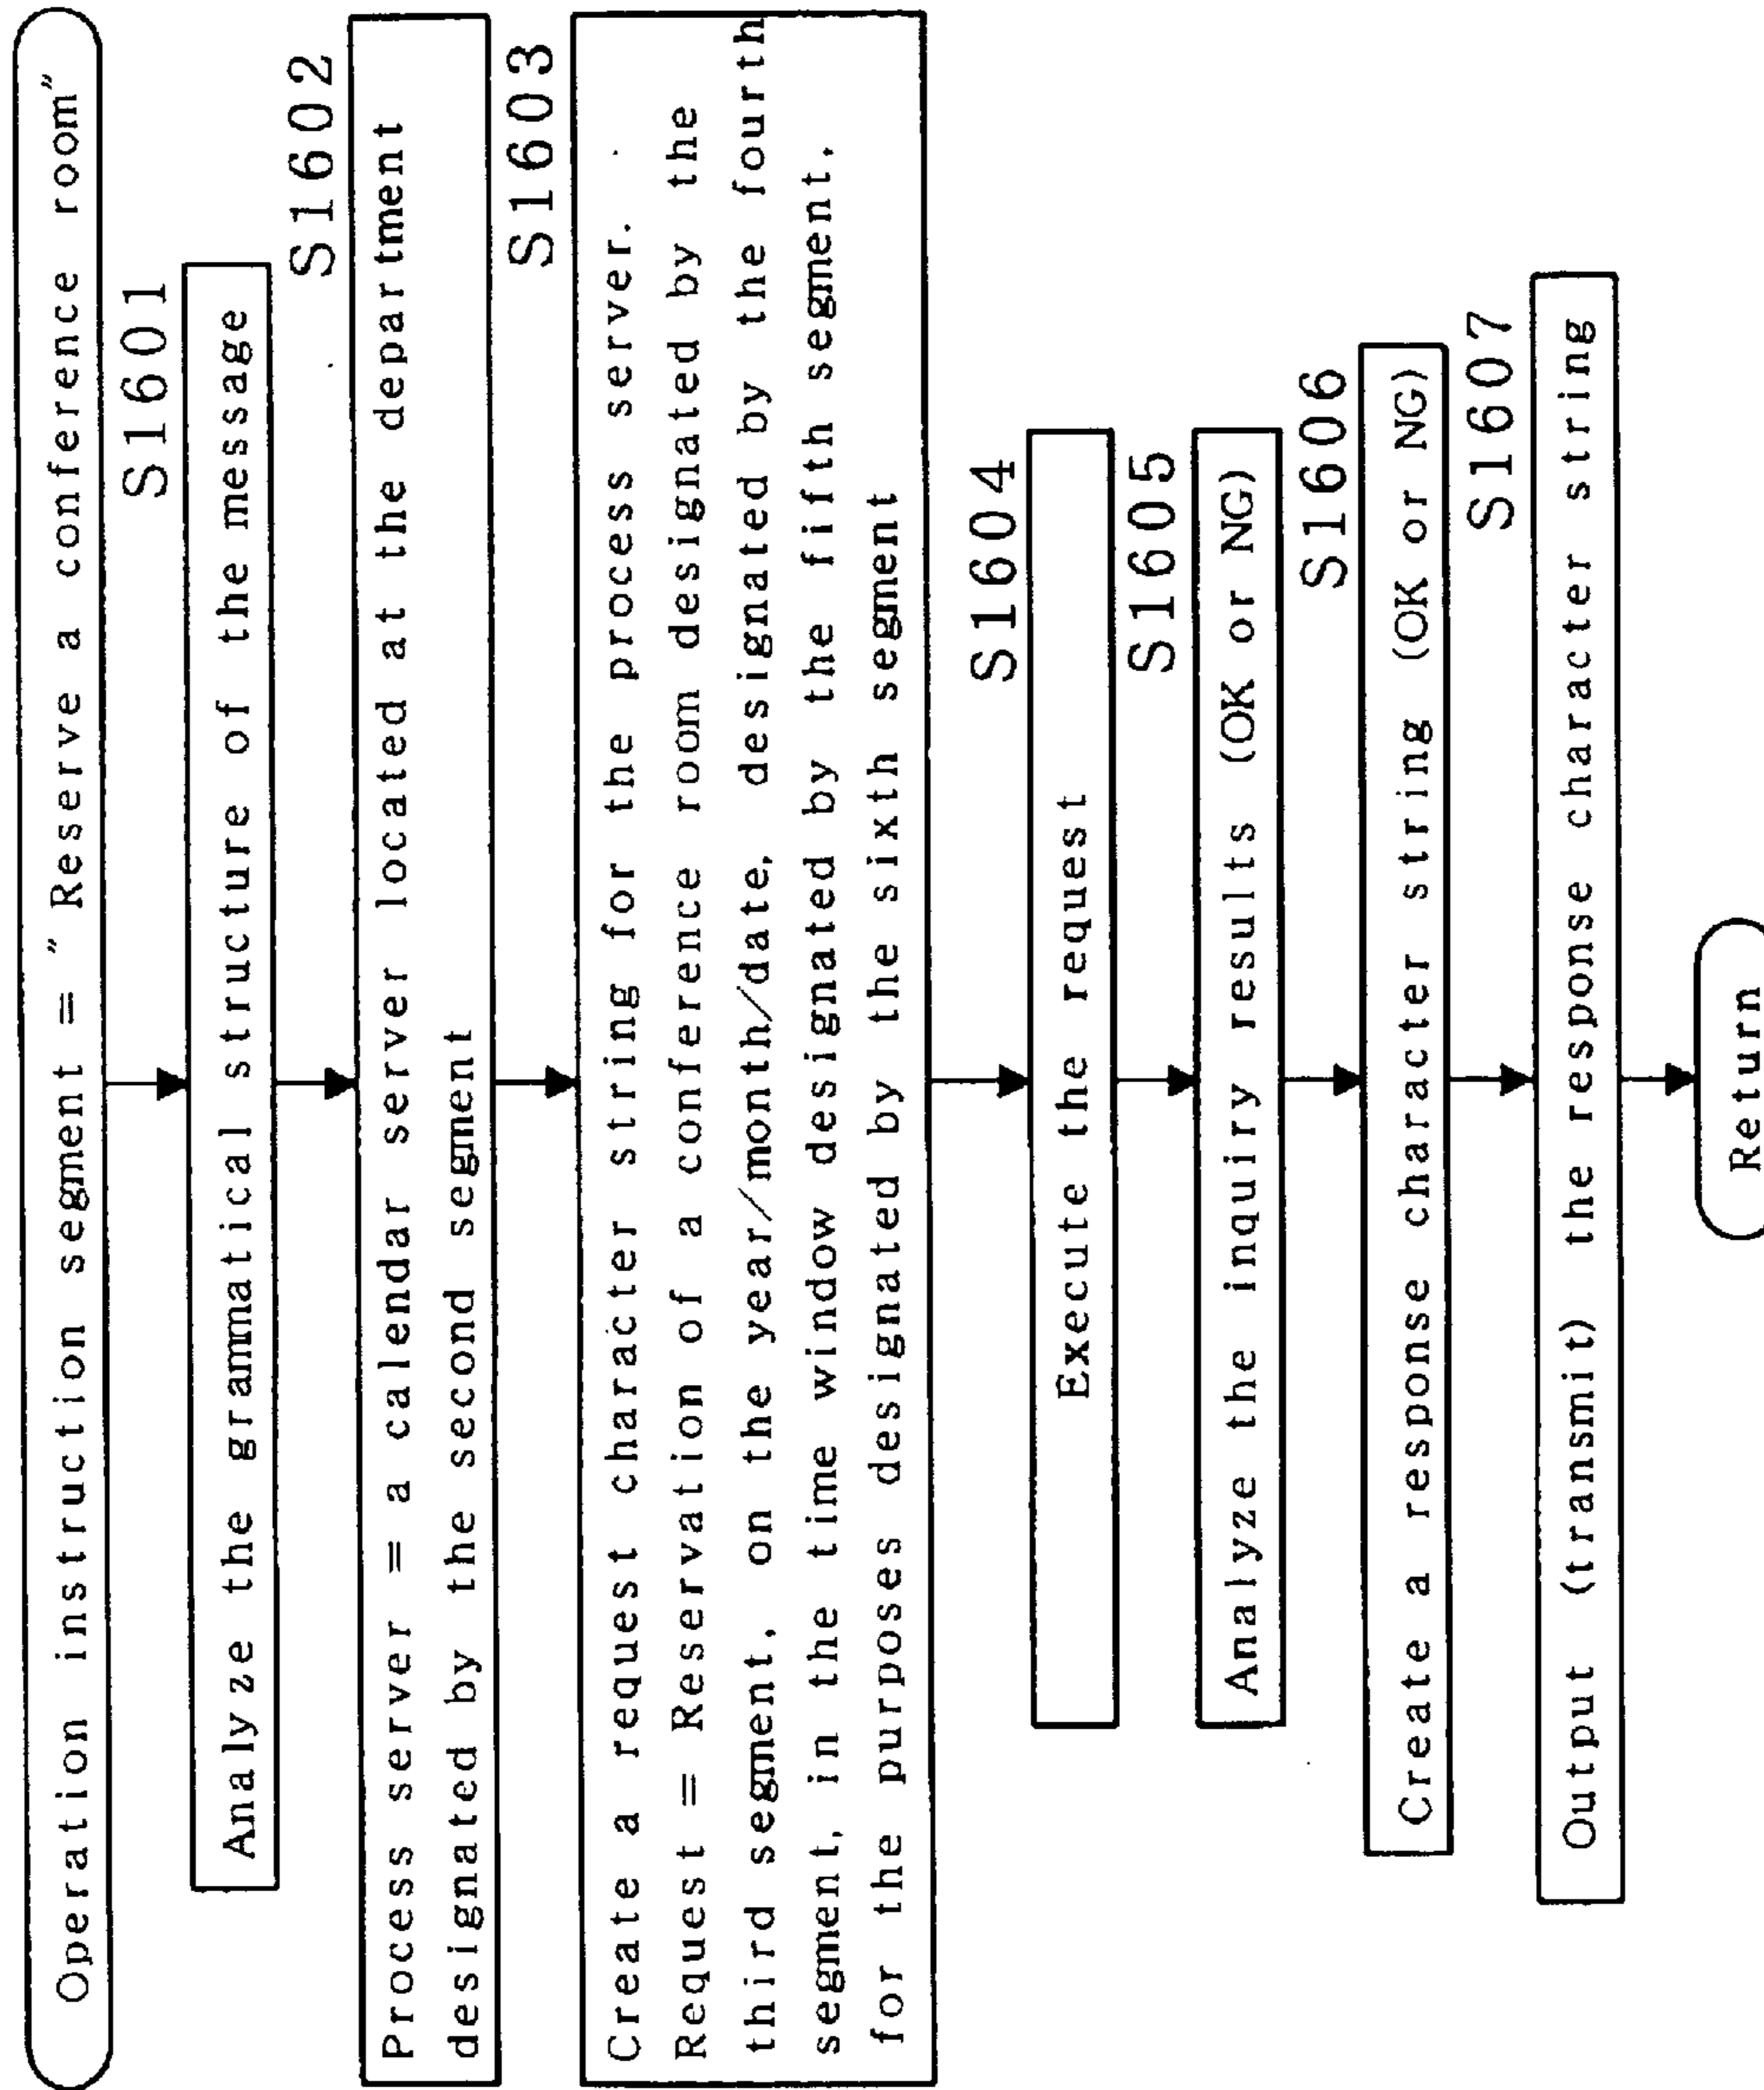 Operation instruction segment = "Reserve a conference room"
S1601
Analyze the grammatical structure of the message
S1602
Process server = a calendar server located at the department
designated by the second segment
S1603
Create a request character string for the process server.
Request = Reservation of a conference room designated by the
third segment, on the year/month/date, designated by the fourth
segment, in the time window designated by the fifth segment,
for the purposes designated by the sixth segment
S1604
Execute the request
S1605
Analyze the inquiry results (OK or NG)
S1606
Create a response character string (OK or NG)
S1607
Output (transmit) the response character string
Return